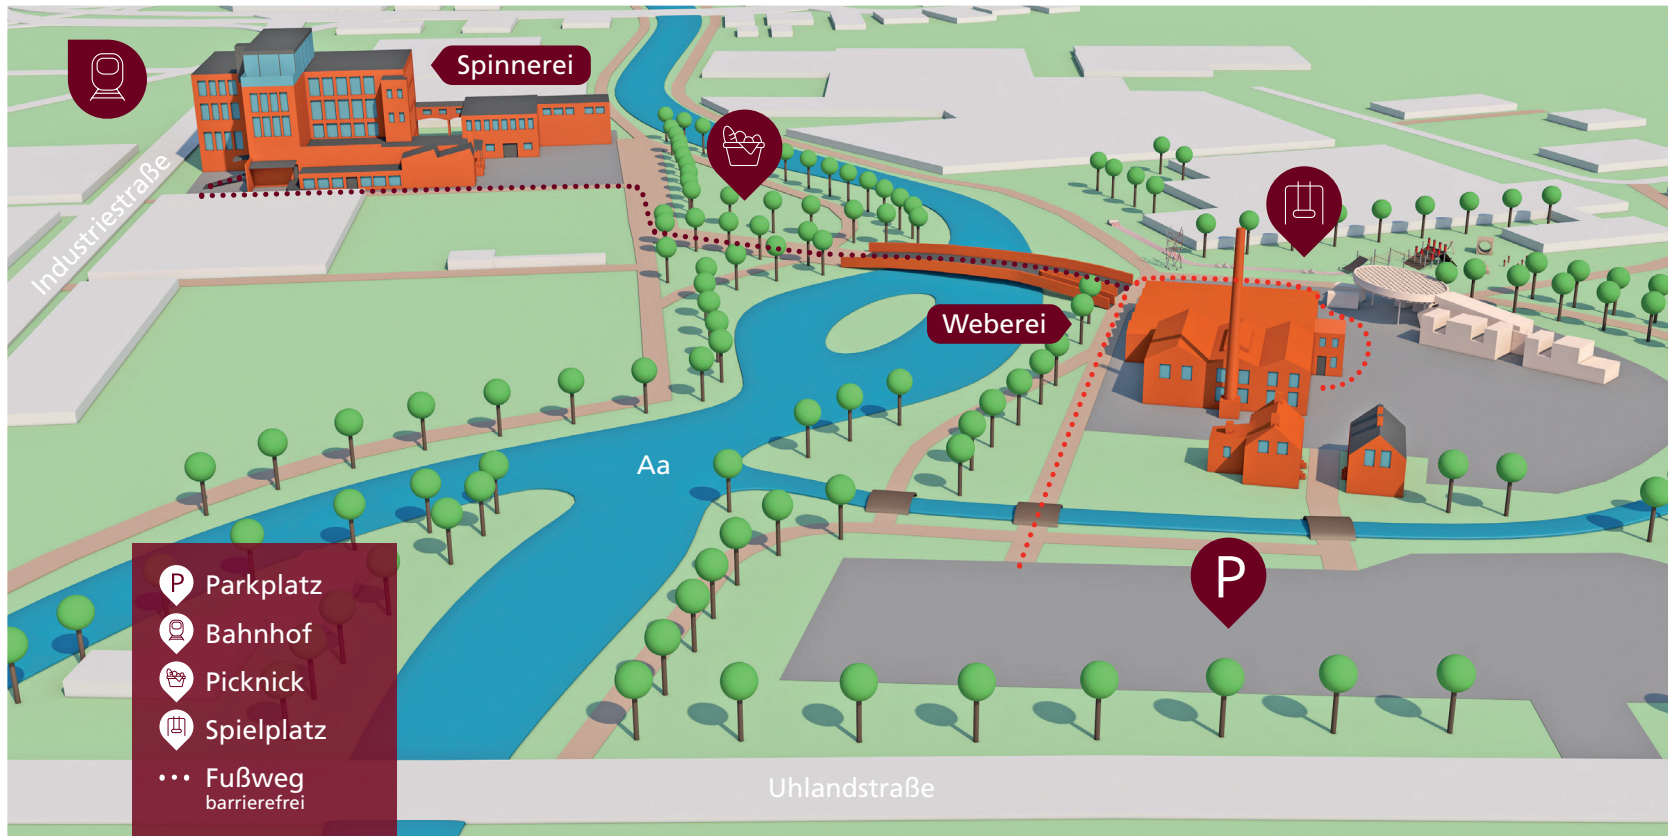 Spinnerei
Industriestraße
Weberei
Aa
P
P Parkplatz
Bahnhof
Picknick
Spielplatz
Fußweg
barrierefrei
Uhlandstraße